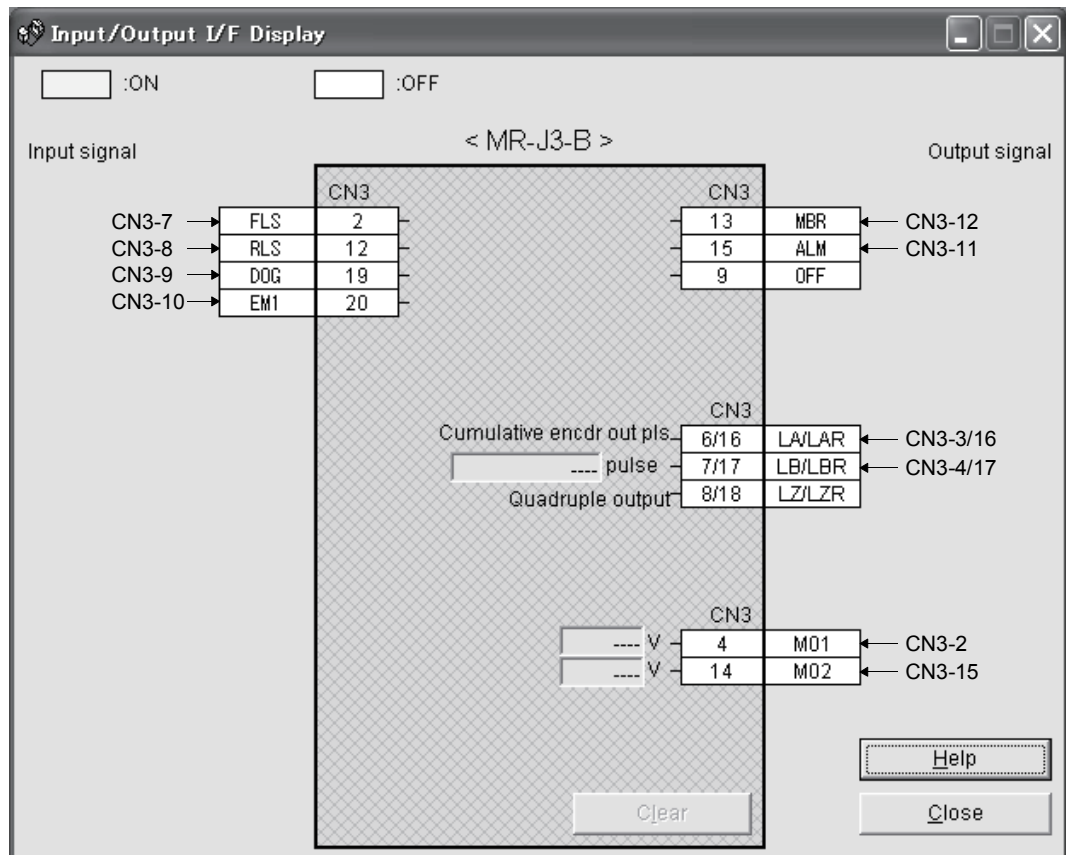 Input/Output I/F Display
:ON :OFF
< MR-J3-B >
Input signal Output signal
CN3 CN3
CN3-7 FLS 2 13 MBR CN3-12
CN3-8 RLS 12 15 ALM CN3-11
CN3-9 DOG 19 9 OFF
CN3-10 EM1 20
CN3
Cumulative encdr out pls 6/16 LA/LAR CN3-3/16
---- pulse 7/17 LB/LBR CN3-4/17
Quadruple output 8/18 LZ/LZR
CN3
---- V 4 MO1 CN3-2
---- V 14 MO2 CN3-15
Help
Clear Close